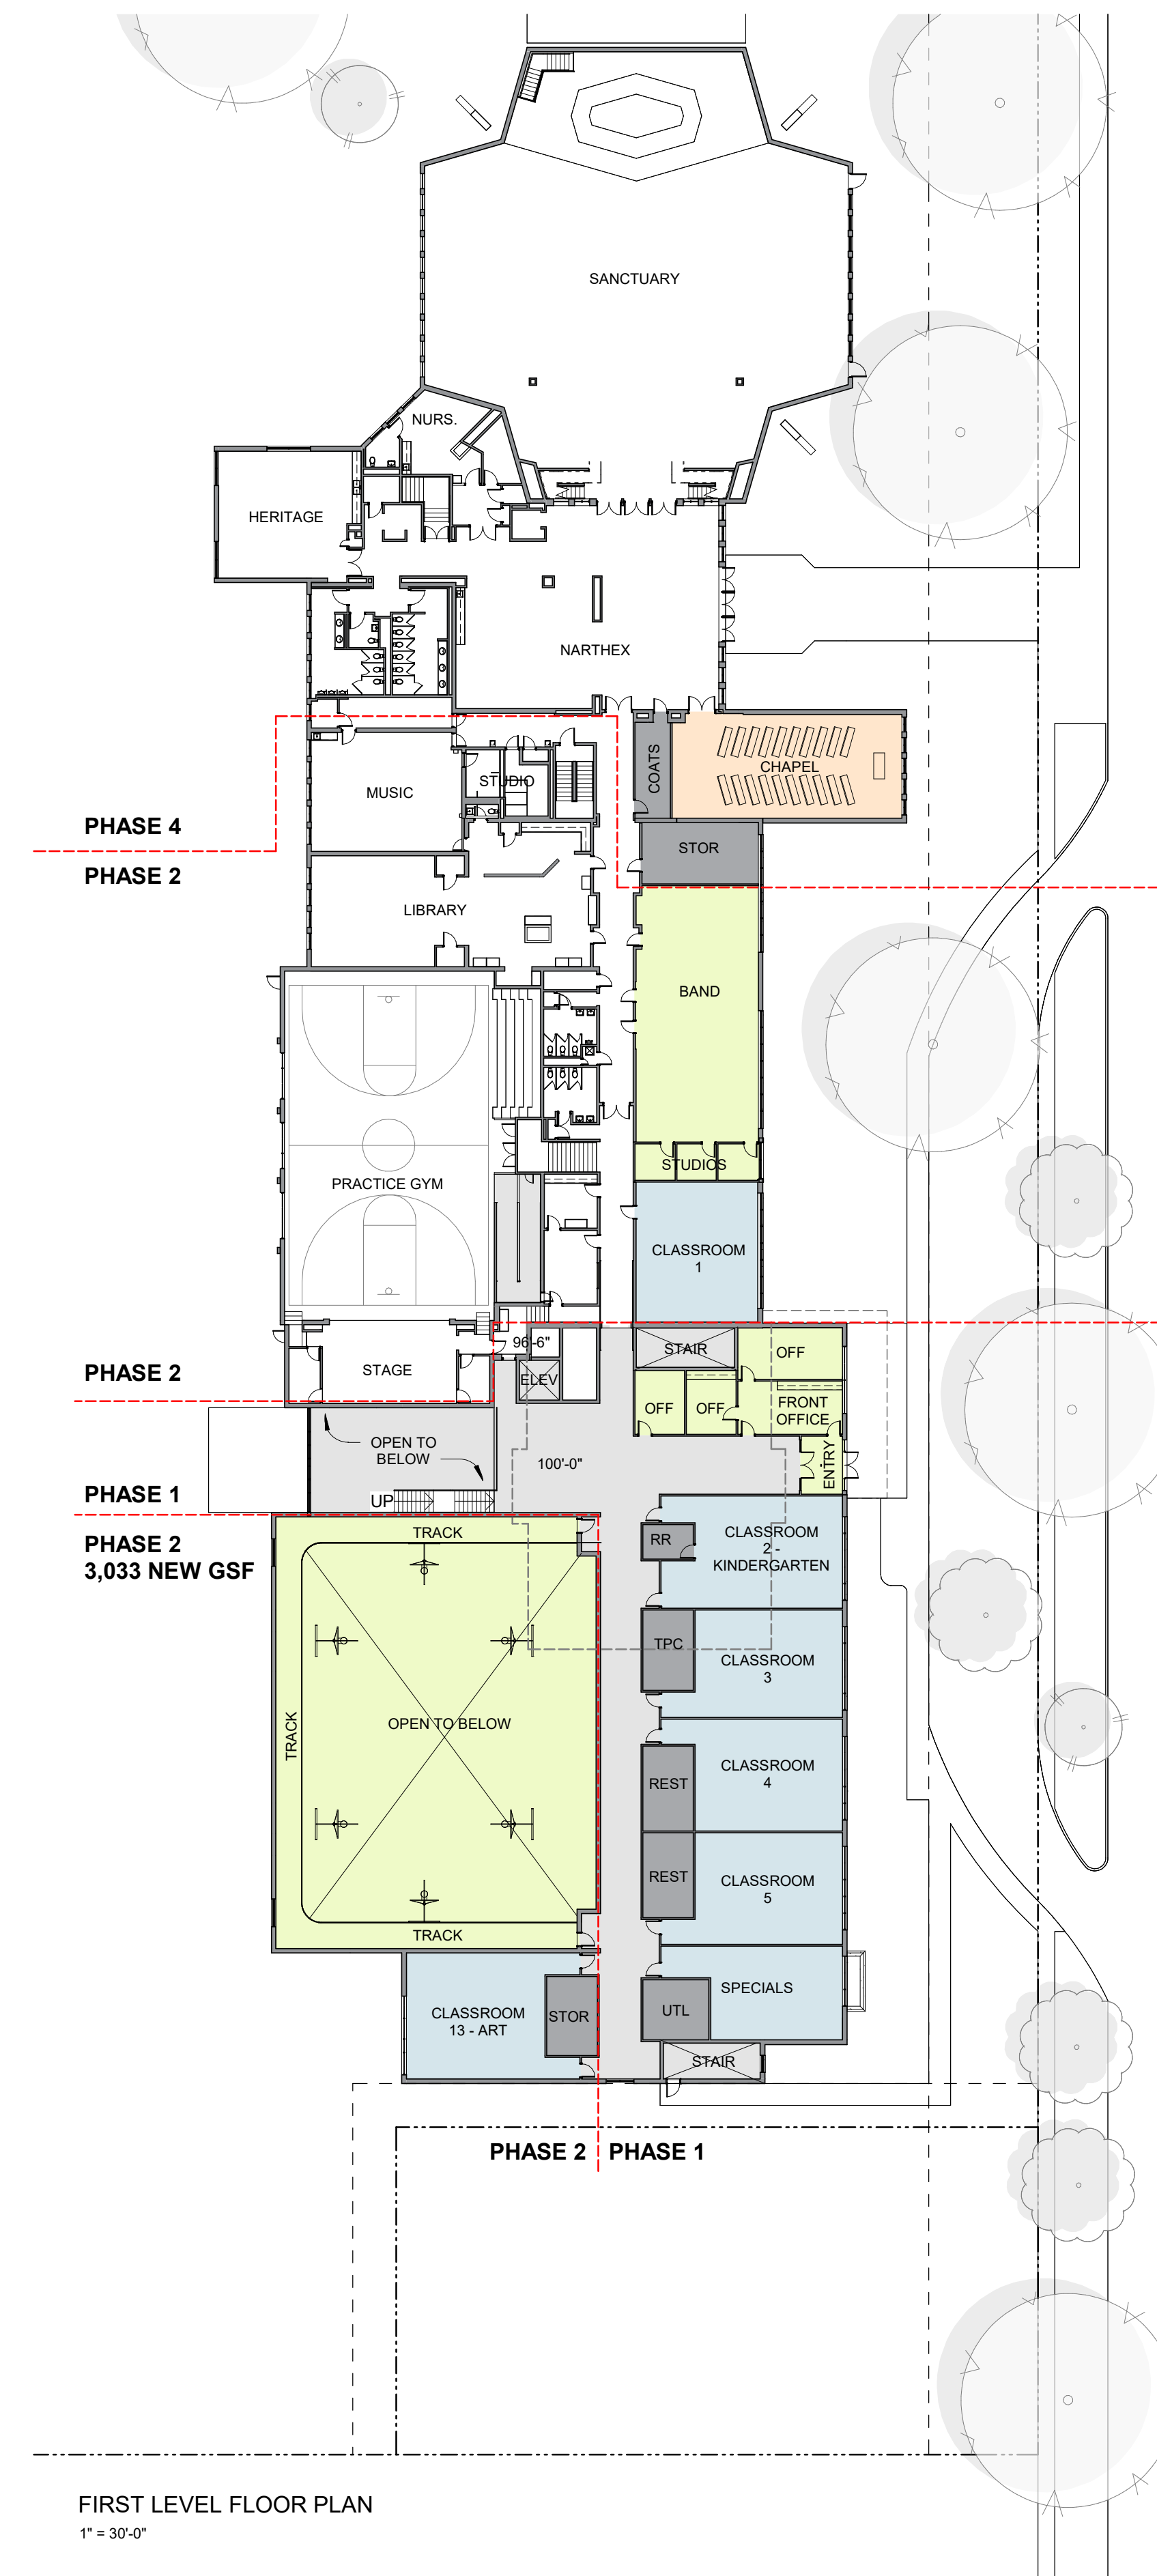 SANCTUARY
NURS.
HERITAGE
NARTHEX
COATS
CHAPEL
STUDIO
MUSIC
PHASE 4
PHASE 2
STOR
LIBRARY
BAND
STUDIOS
PRACTICE GYM
CLASSROOM
1
96'-6"
STAIR
OFF
PHASE 2
STAGE
ELEV
OFF
OFF
FRONT
OFFICE
OPEN TO
BELOW
100'-0"
ENTRY
PHASE 1
UP
PHASE 2
3,033 NEW GSF
TRACK
RR
CLASSROOM
2 -
KINDERGARTEN
TPC
CLASSROOM
3
TRACK
OPEN TO BELOW
REST
CLASSROOM
4
REST
CLASSROOM
5
TRACK
SPECIALS
CLASSROOM
13 - ART
STOR
UTL
STAIR
PHASE 2
PHASE 1
FIRST LEVEL FLOOR PLAN
1" = 30'-0"